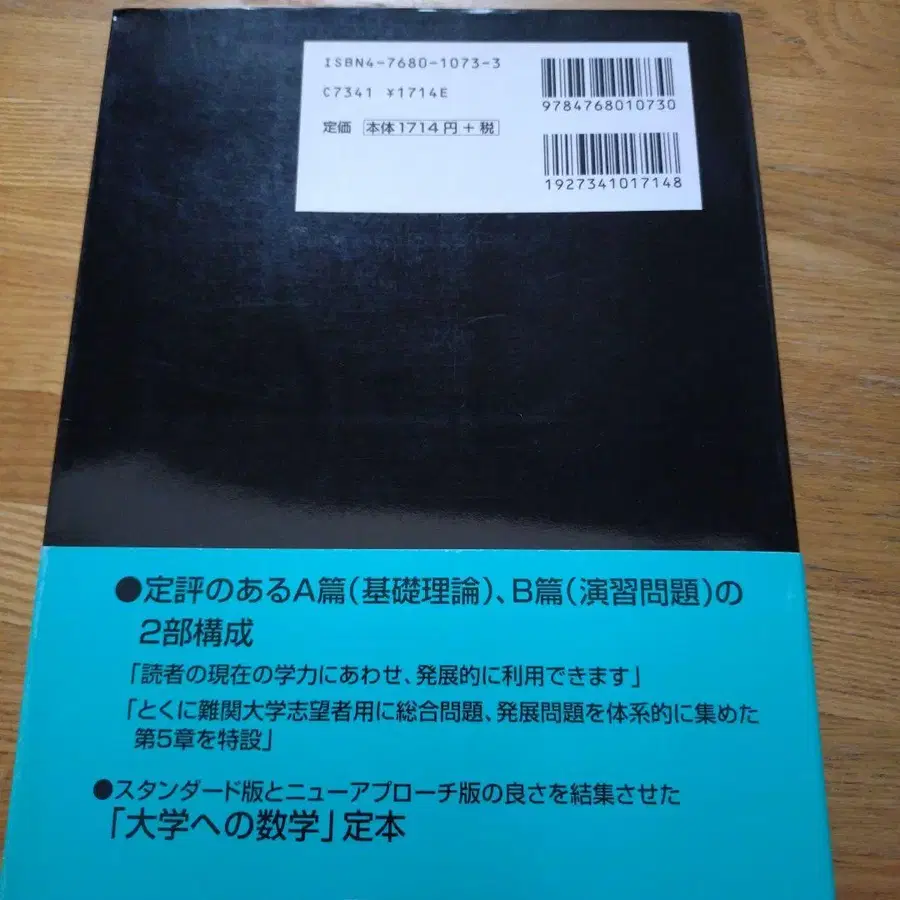 ISBN4-7680-1073-3
C7341 ¥1714E
定価 本体1714円+税
9784768010730
1927341017148
●定評のあるA篇(基礎理論)、B篇(演習問題)の
2部構成
「読者の現在の学力にあわせ、発展的に利用できます」
「とくに難関大学志望者用に総合問題、発展問題を体系的に集めた
第5章を特設」
●スタンダード版とニューアプローチ版の良さを結集させた
「大学への数学」定本